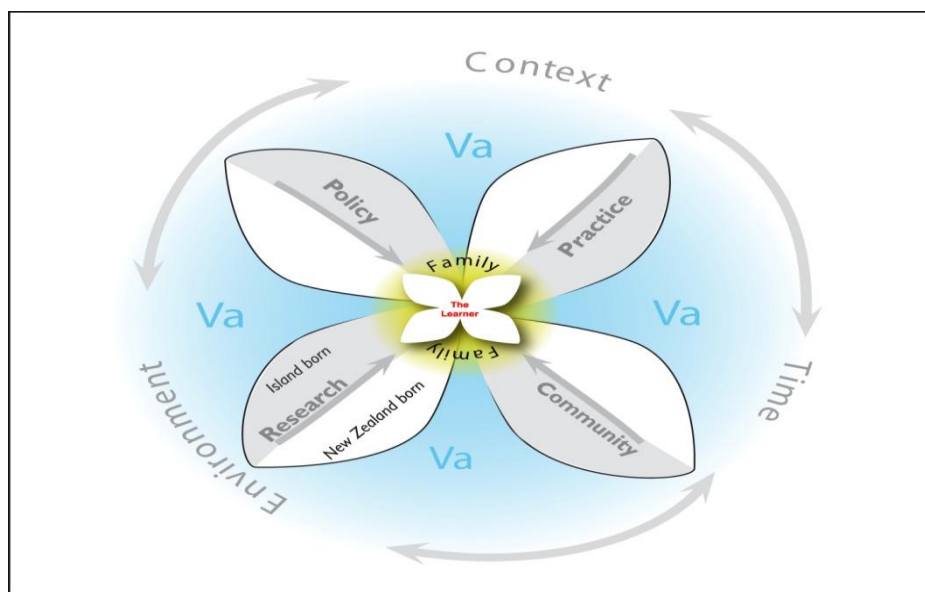 Context
Va
Policy
Practice
Family
The
Learner
Family
Va
Va
Island born
Research
New Zealand born
Community
Va
Environment
Time